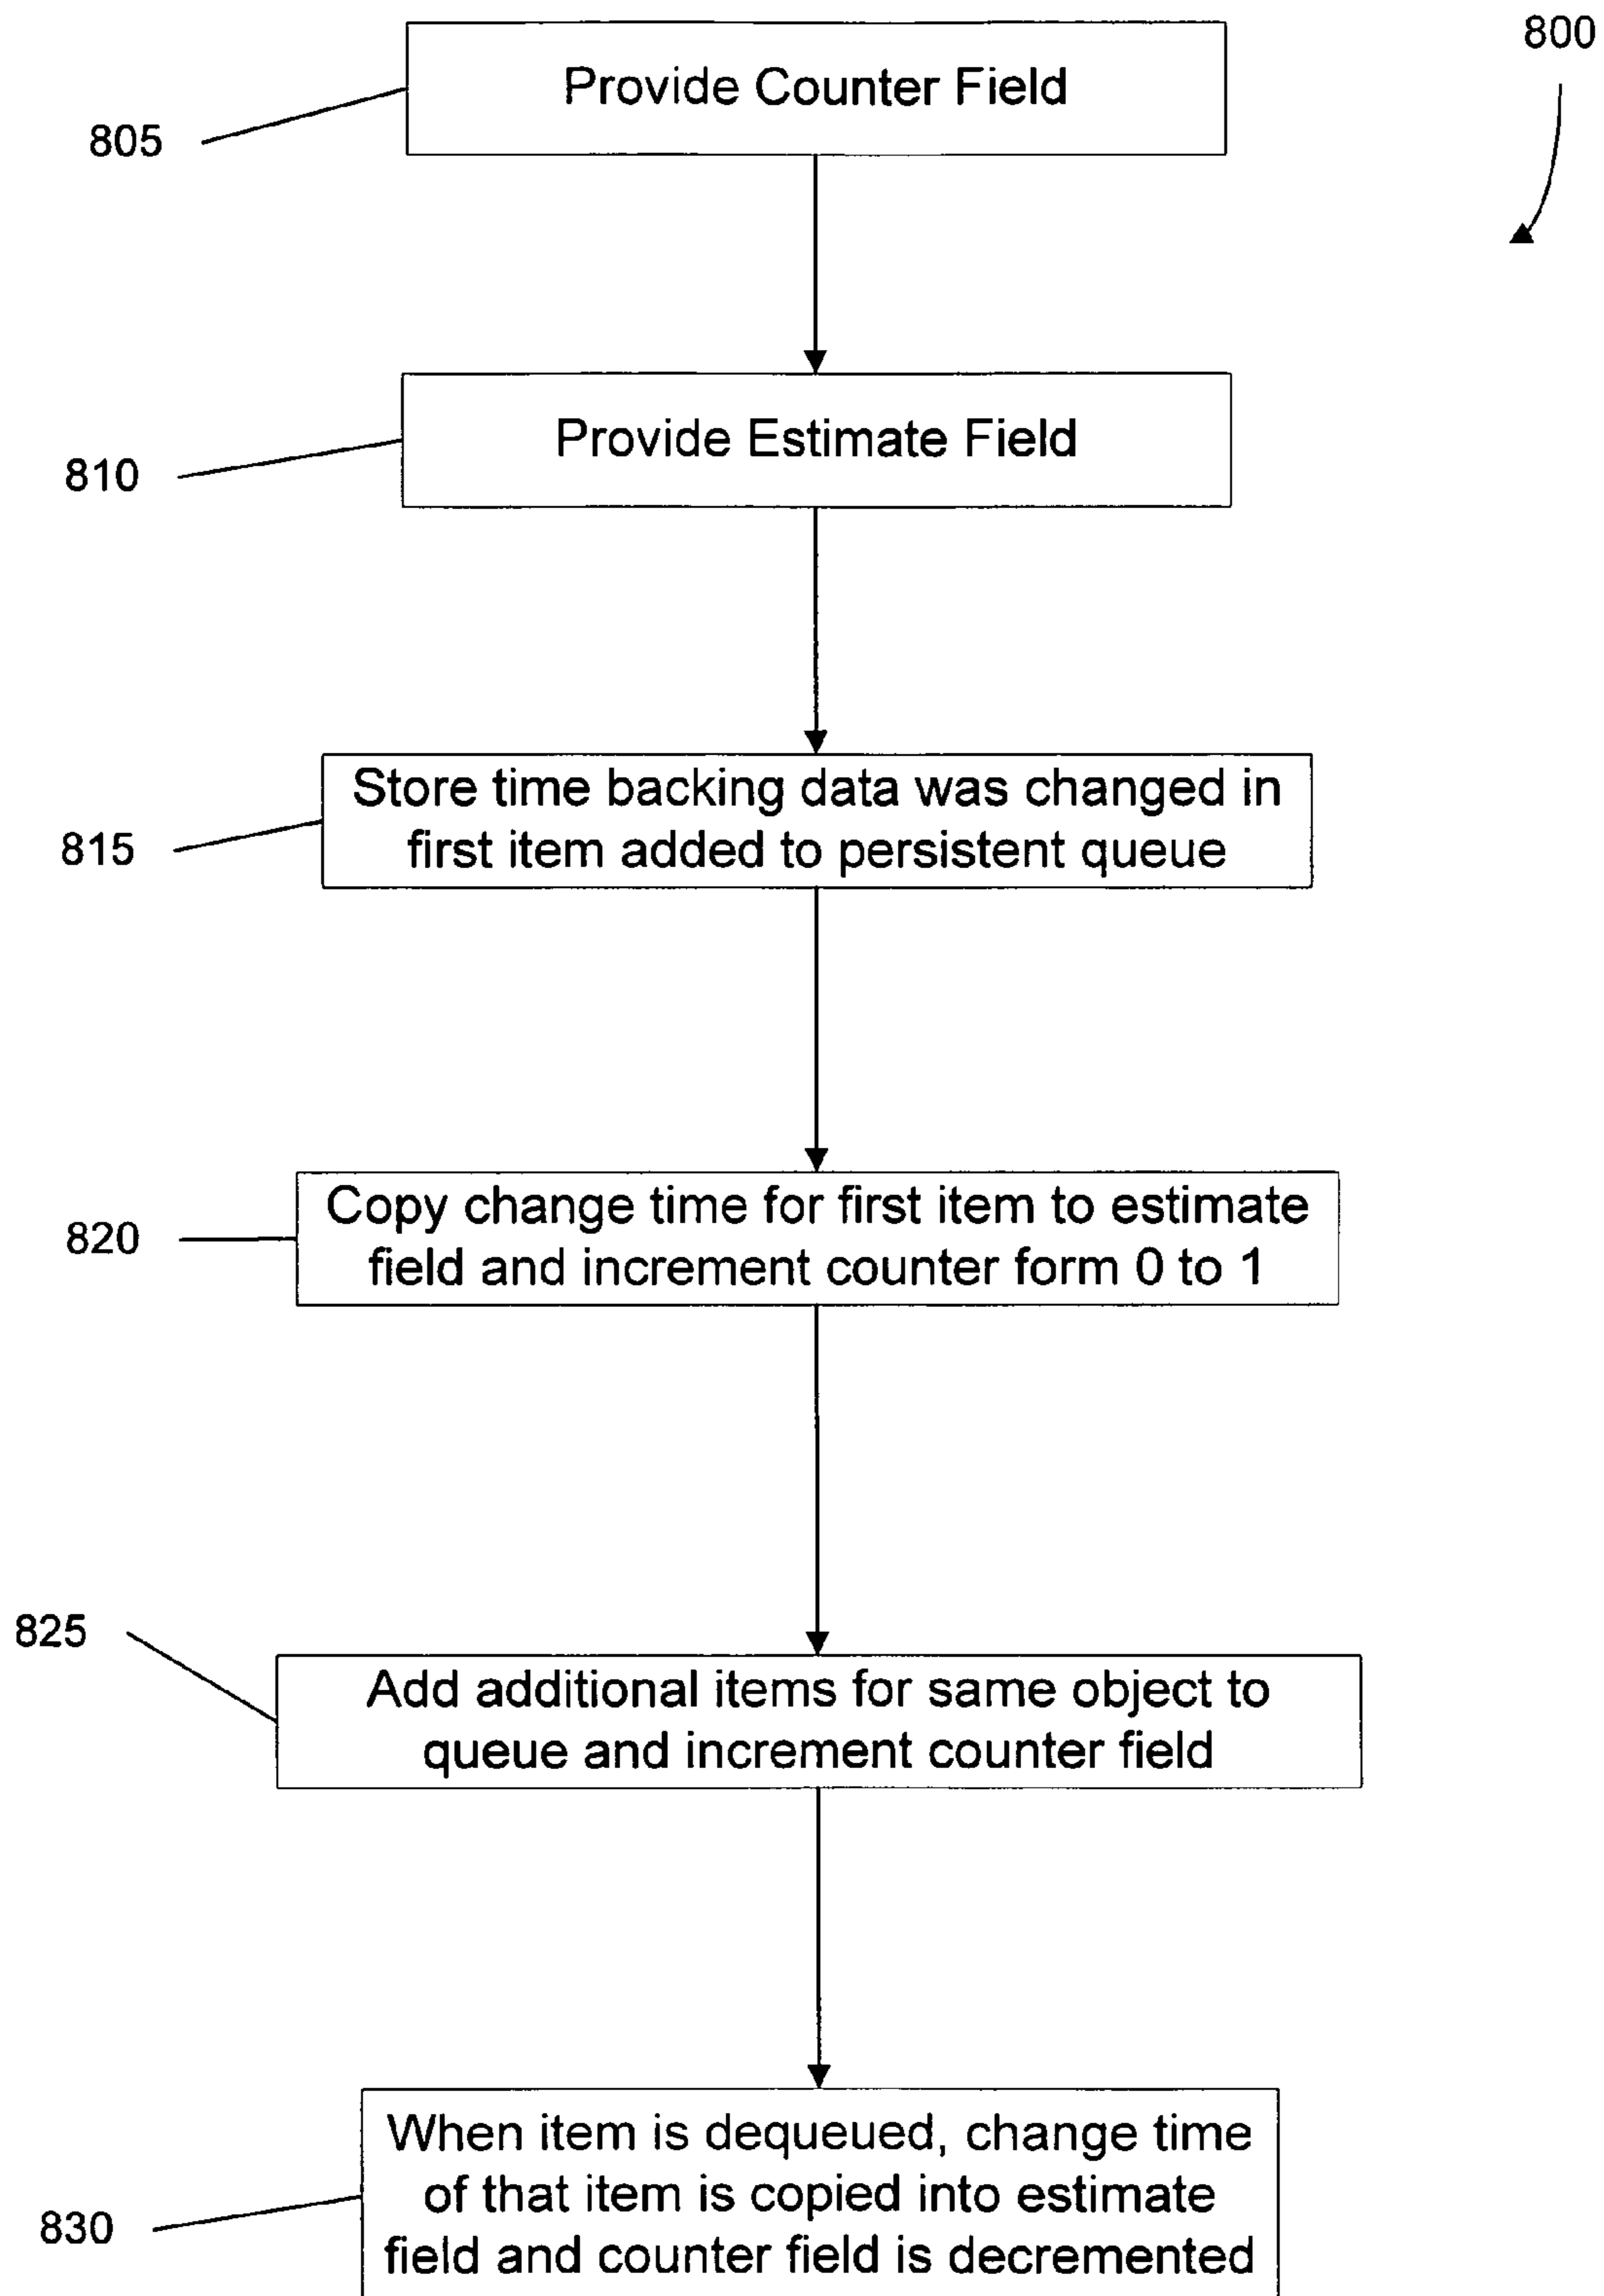 800
Provide Counter Field
805
Provide Estimate Field
810
Store time backing data was changed in
first item added to persistent queue
815
Copy change time for first item to estimate
field and increment counter form 0 to 1
820
825
Add additional items for same object to
queue and increment counter field
When item is dequeued, change time
of that item is copied into estimate
field and counter field is decremented
830